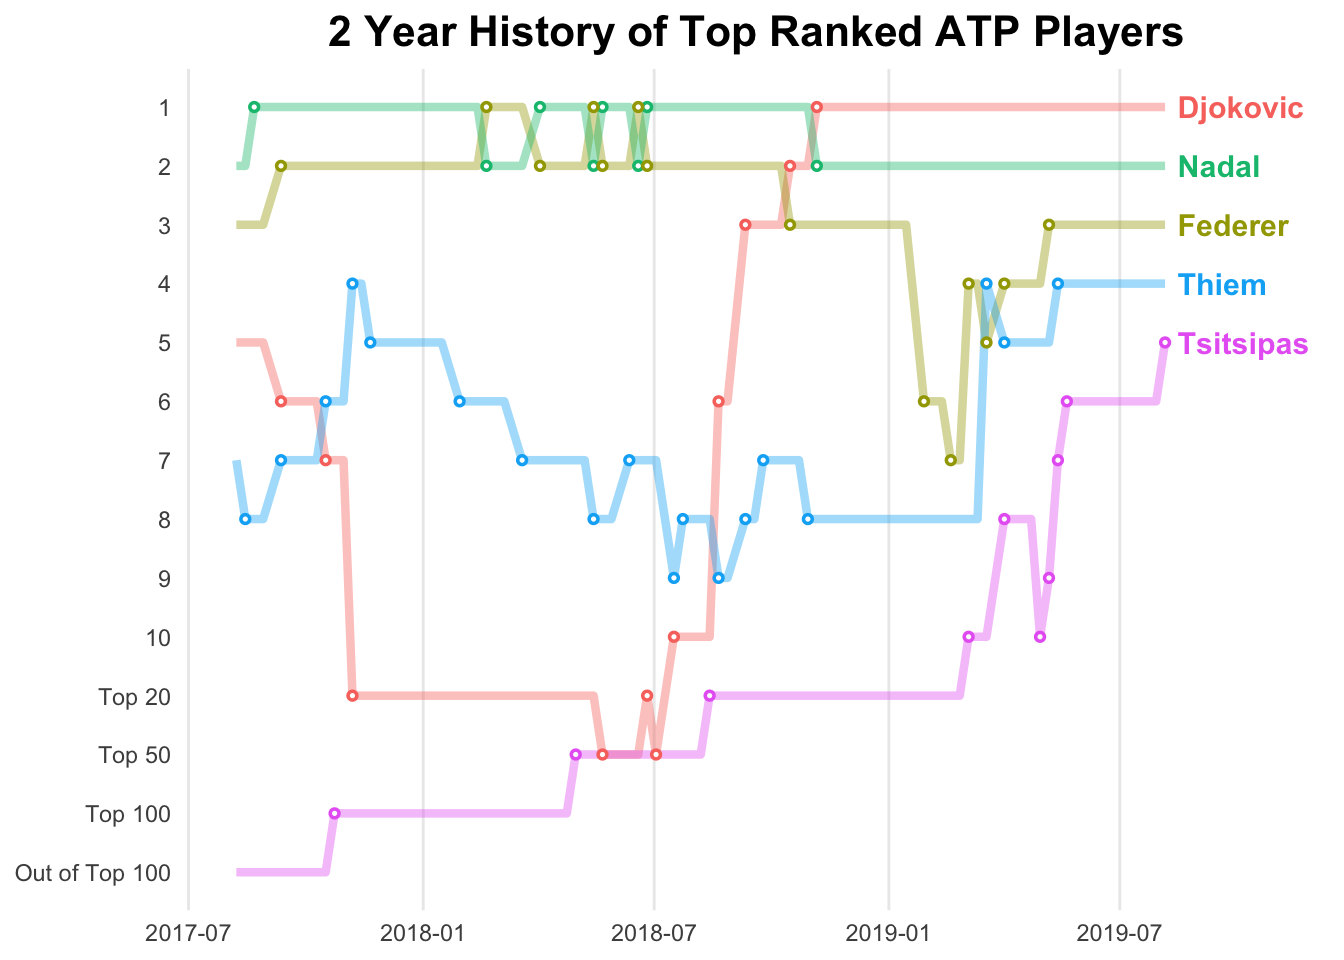 2 Year History of Top Ranked ATP Players
1
Djokovic
2
Nadal
3
Federer
4
Thiem
5
Tsitsipas
6
7
8
9
10
Top 20
Top 50
Top 100
Out of Top 100
2017-07
2018-01
2018-07
2019-01
2019-07